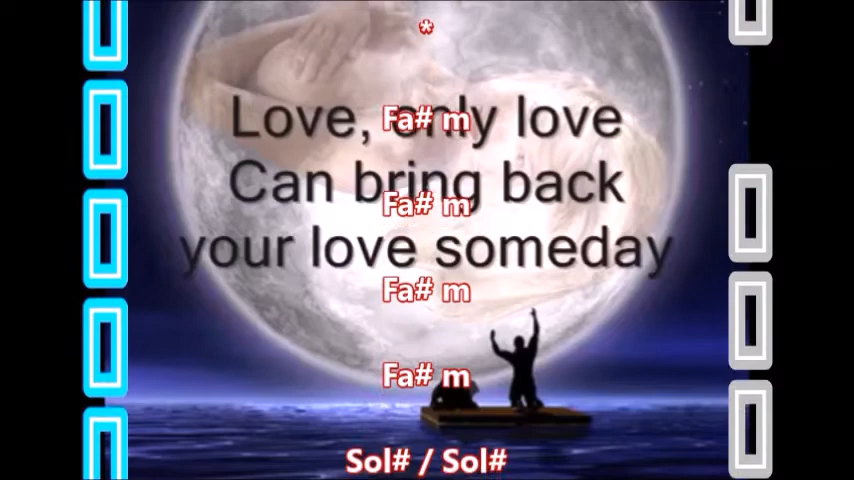 *
Love, only love
Fa# m
Can bring back
Fa# m
your love someday
Fa# m
Fa# m
Sol# / Sol#